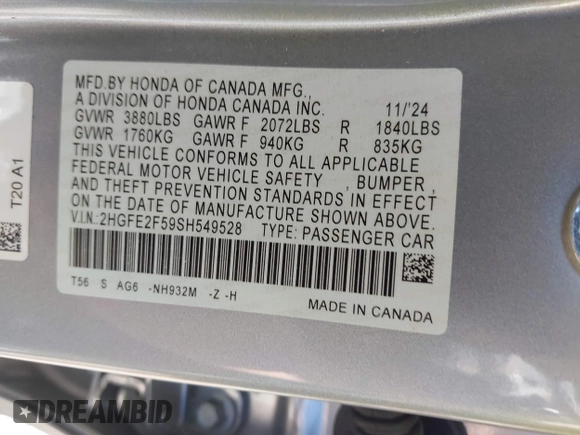 MFD.BY HONDA OF CANADA MFG.,
A DIVISION OF HONDA CANADA INC. 11/'24
GVWR 3880LBS GAWR F 2072LBS R 1840LBS
GVWR 1760KG GAWR F 940KG R 835KG
THIS VEHICLE CONFORMS TO ALL APPLICABLE
FEDERAL MOTOR VEHICLE SAFETY , BUMPER ,
AND THEFT PREVENTION STANDARDS IN EFFECT
ON THE DATE OF MANUFACTURE SHOWN ABOVE.
V.I.N.:2HGFE2F59SH549528 TYPE: PASSENGER CAR
T56 S AG6 -NH932M -Z -H
MADE IN CANADA
T20 A1
DREAMBID